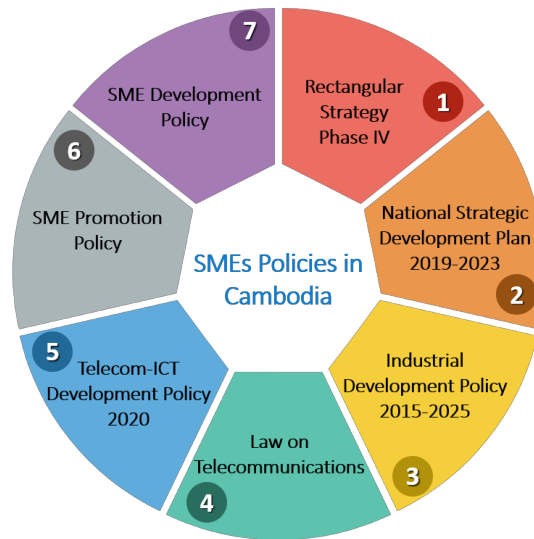 SMEs Policies in
Cambodia
1
Rectangular
Strategy
Phase IV
2
National Strategic
Development Plan
2019-2023
3
Industrial
Development Policy
2015-2025
4
Law on
Telecommunications
5
Telecom-ICT
Development Policy
2020
6
SME Promotion
Policy
7
SME Development
Policy